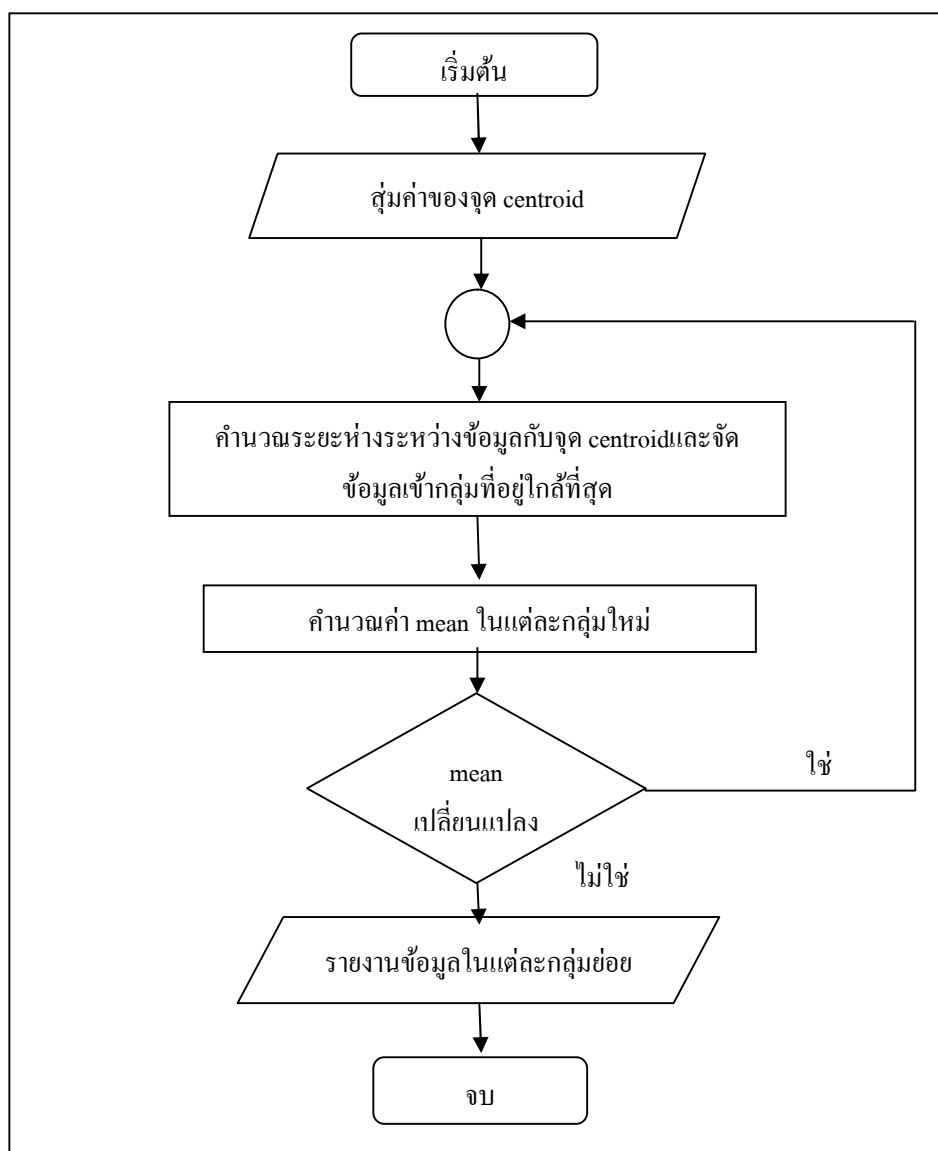 เริ่มต้น
สุ่มค่าของจุด centroid
คำนวณระยะห่างระหว่างข้อมูลกับจุด centroidและจัด
ข้อมูลเข้ากลุ่มที่อยู่ใกล้ที่สุด
คำนวณค่า mean ในแต่ละกลุ่มใหม่
mean
เปลี่ยนแปลง
ใช่
ไม่ใช่
รายงานข้อมูลในแต่ละกลุ่มย่อย
จบ